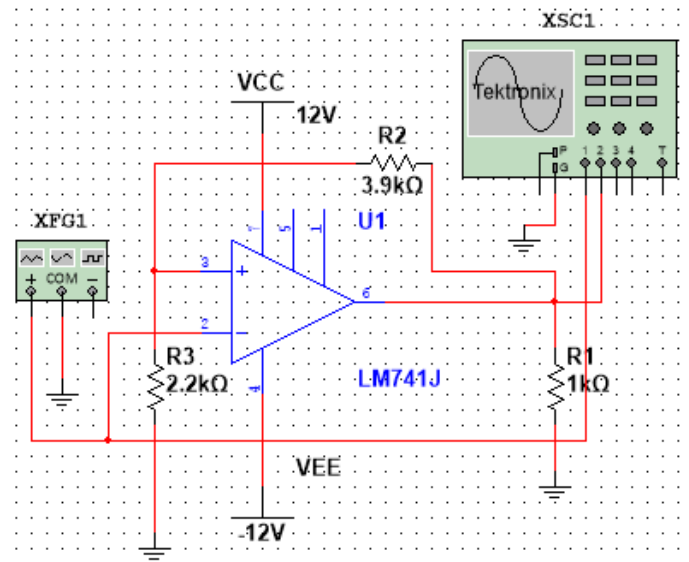 XSC1
Tektronix
P
G
1 2 3 4 T
VCC
12V
R2
3.9kΩ
XFG1
+ COM −
U1
7
5
1
3
+
6
2
−
4
R3
2.2kΩ
LM741J
R1
1kΩ
VEE
-12V